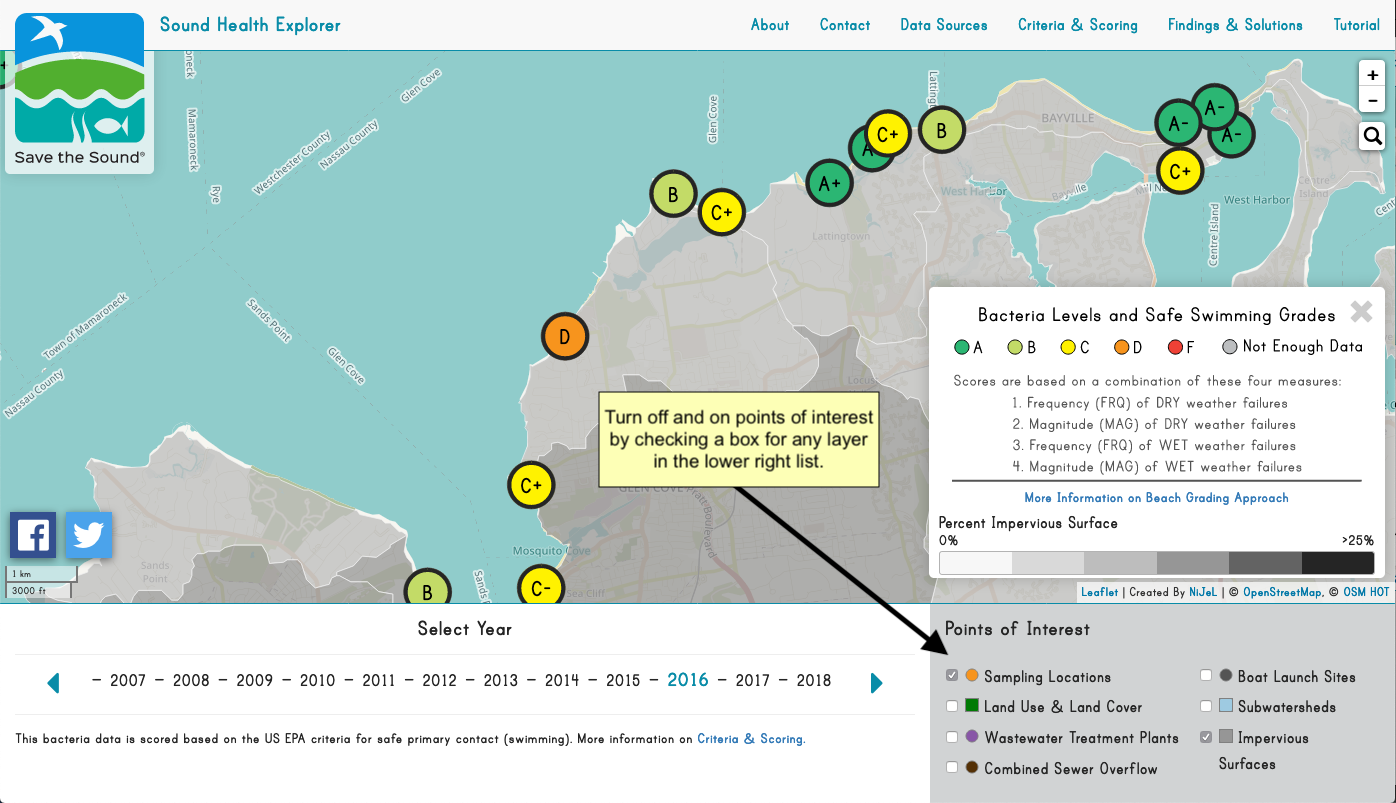 Sound Health Explorer
About
Contact
Data Sources
Criteria & Scoring
Findings & Solutions
Tutorial
Save the Sound®
+
-
Mamaroneck
Rye
Westchester County
Nassau County
Glen Cove
Glen Cove
Town of Mamaroneck
Nassau County
Sands Point
Glen Cove
BAYVILLE
Bayville
West Harbor
West Harbor
Centre Island
Centre Island
Lattingtown
Locust
GLEN COVE
Pratt Boulevard
Mosquito Cove
Sea Cliff
Sands Point
A-
A-
A-
C+
B
C+
A+
B
C+
D
C+
C-
B
Turn off and on points of interest
by checking a box for any layer
in the lower right list.
Bacteria Levels and Safe Swimming Grades
A B C D F Not Enough Data
Scores are based on a combination of these four measures:
1. Frequency (FRQ) of DRY weather failures
2. Magnitude (MAG) of DRY weather failures
3. Frequency (FRQ) of WET weather failures
4. Magnitude (MAG) of WET weather failures
More Information on Beach Grading Approach
Percent Impervious Surface
0% >25%
1 km
3000 ft
Leaflet | Created By NiJeL | © OpenStreetMap, © OSM HOT
Select Year
– 2007 – 2008 – 2009 – 2010 – 2011 – 2012 – 2013 – 2014 – 2015 – 2016 – 2017 – 2018
This bacteria data is scored based on the US EPA criteria for safe primary contact (swimming). More information on Criteria & Scoring.
Points of Interest
Sampling Locations
Land Use & Land Cover
Wastewater Treatment Plants
Combined Sewer Overflow
Boat Launch Sites
Subwatersheds
Impervious
Surfaces